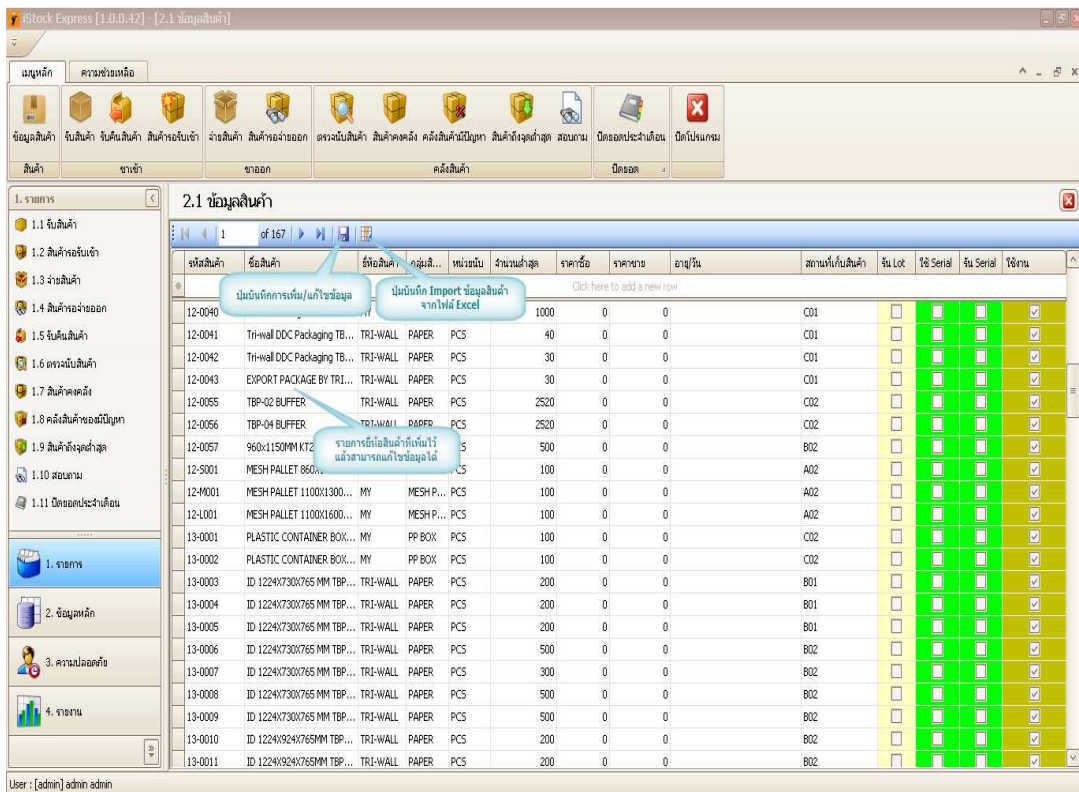 iStock Express [1.0.0.42] - [2.1 ข้อมูลสินค้า]
เมนูหลัก ความช่วยเหลือ
ข้อมูลสินค้า รับสินค้า รับคืนสินค้า สินค้ารอรับเข้า จ่ายสินค้า สินค้ารอจ่ายออก ตรวจนับสินค้า สินค้าคงคลัง คลังสินค้ามีปัญหา สินค้าถึงจุดต่ำสุด สอบถาม ปิดยอดประจำเดือน ปิดโปรแกรม
สินค้า ขาเข้า ขาออก คลังสินค้า ปิดยอด
1. รายการ
1.1 รับสินค้า
1.2 สินค้ารอรับเข้า
1.3 จ่ายสินค้า
1.4 สินค้ารอจ่ายออก
1.5 รับคืนสินค้า
1.6 ตรวจนับสินค้า
1.7 สินค้าคงคลัง
1.8 คลังสินค้าของมีปัญหา
1.9 สินค้าถึงจุดต่ำสุด
1.10 สอบถาม
1.11 ปิดยอดประจำเดือน
1. รายการ
2. ข้อมูลหลัก
3. ความปลอดภัย
4. รายงาน
2.1 ข้อมูลสินค้า
1 of 167
รหัสสินค้า ชื่อสินค้า ยี่ห้อสินค้า กลุ่มสิ... หน่วยนับ จำนวนต่ำสุด ราคาซื้อ ราคาขาย อายุ/วัน สถานที่เก็บสินค้า รัน Lot ใช้ Serial รัน Serial ใช้งาน
Click here to add a new row
ปุ่มบันทึกการเพิ่ม/แก้ไขข้อมูล
ปุ่มบันทึก Import ข้อมูลสินค้า
จากไฟล์ Excel
12-0040 1000 0 0 C01
12-0041 Tri-wall DDC Packaging TB... TRI-WALL PAPER PCS 40 0 0 C01
12-0042 Tri-wall DDC Packaging TB... TRI-WALL PAPER PCS 30 0 0 C01
12-0043 EXPORT PACKAGE BY TRI... TRI-WALL PAPER PCS 30 0 0 C01
12-0055 TBP-02 BUFFER TRI-WALL PAPER PCS 2520 0 0 C02
12-0056 TBP-04 BUFFER TRI-WALL PAPER PCS 2520 0 0 C02
12-0057 960x1150MM KT2 500 0 0 B02
12-S001 MESH PALLET 860X 100 0 0 A02
รายการยี่ห้อสินค้าที่เพิ่มไว้
แล้วสามารถแก้ไขข้อมูลได้
12-M001 MESH PALLET 1100X1300... MY MESH P... PCS 100 0 0 A02
12-L001 MESH PALLET 1100X1600... MY MESH P... PCS 100 0 0 A02
13-0001 PLASTIC CONTAINER BOX... MY PP BOX PCS 100 0 0 C02
13-0002 PLASTIC CONTAINER BOX... MY PP BOX PCS 100 0 0 C02
13-0003 ID 1224X730X765 MM TBP... TRI-WALL PAPER PCS 200 0 0 B01
13-0004 ID 1224X730X765 MM TBP... TRI-WALL PAPER PCS 200 0 0 B01
13-0005 ID 1224X730X765 MM TBP... TRI-WALL PAPER PCS 200 0 0 B01
13-0006 ID 1224X730X765 MM TBP... TRI-WALL PAPER PCS 500 0 0 B02
13-0007 ID 1224X730X765 MM TBP... TRI-WALL PAPER PCS 300 0 0 B02
13-0008 ID 1224X730X765 MM TBP... TRI-WALL PAPER PCS 500 0 0 B02
13-0009 ID 1224X730X765 MM TBP... TRI-WALL PAPER PCS 500 0 0 B02
13-0010 ID 1224X924X765MM TBP... TRI-WALL PAPER PCS 200 0 0 B02
13-0011 ID 1224X924X765MM TBP... TRI-WALL PAPER PCS 200 0 0 B02
User : [admin] admin admin